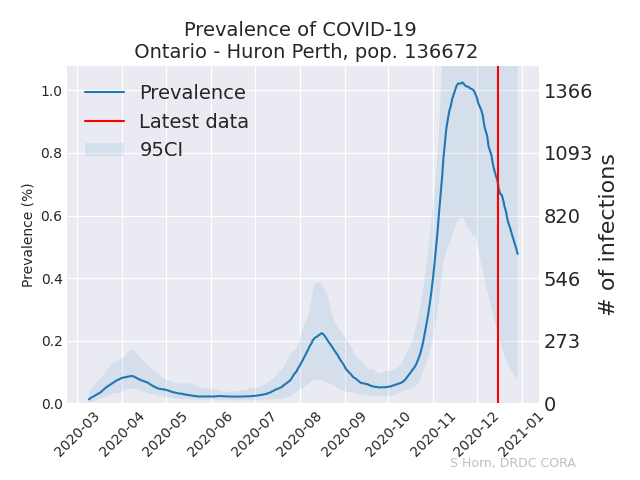 Prevalence of COVID-19
Ontario - Huron Perth, pop. 136672
Prevalence
Latest data
95CI
Prevalence (%)
1.0
0.8
0.6
0.4
0.2
0.0
# of infections
1366
1093
820
546
273
0
2020-03
2020-04
2020-05
2020-06
2020-07
2020-08
2020-09
2020-10
2020-11
2020-12
2021-01
S Horn, DRDC CORA